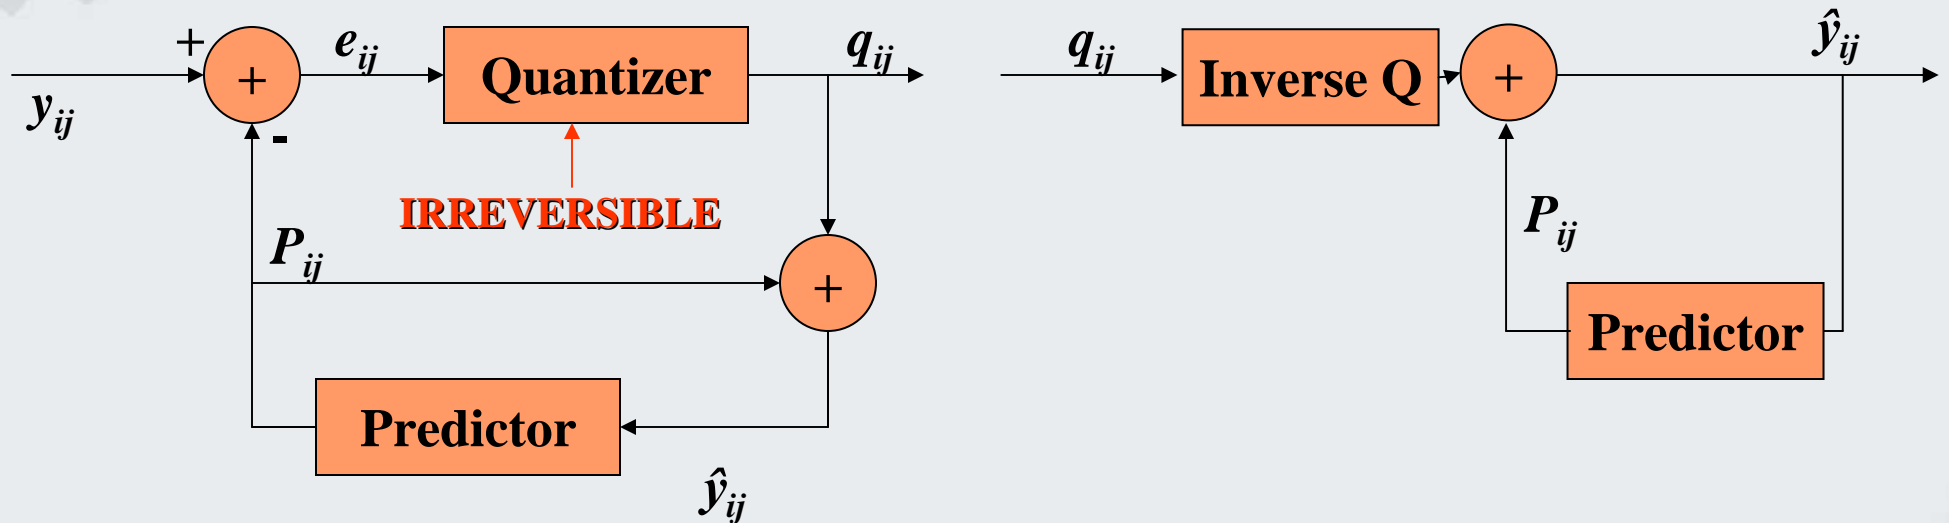 + e_ij q_ij
+ Quantizer
y_ij
-
IRREVERSIBLE
P_ij
+
Predictor
ŷ_ij
q_ij ŷ_ij
Inverse Q +
P_ij
Predictor